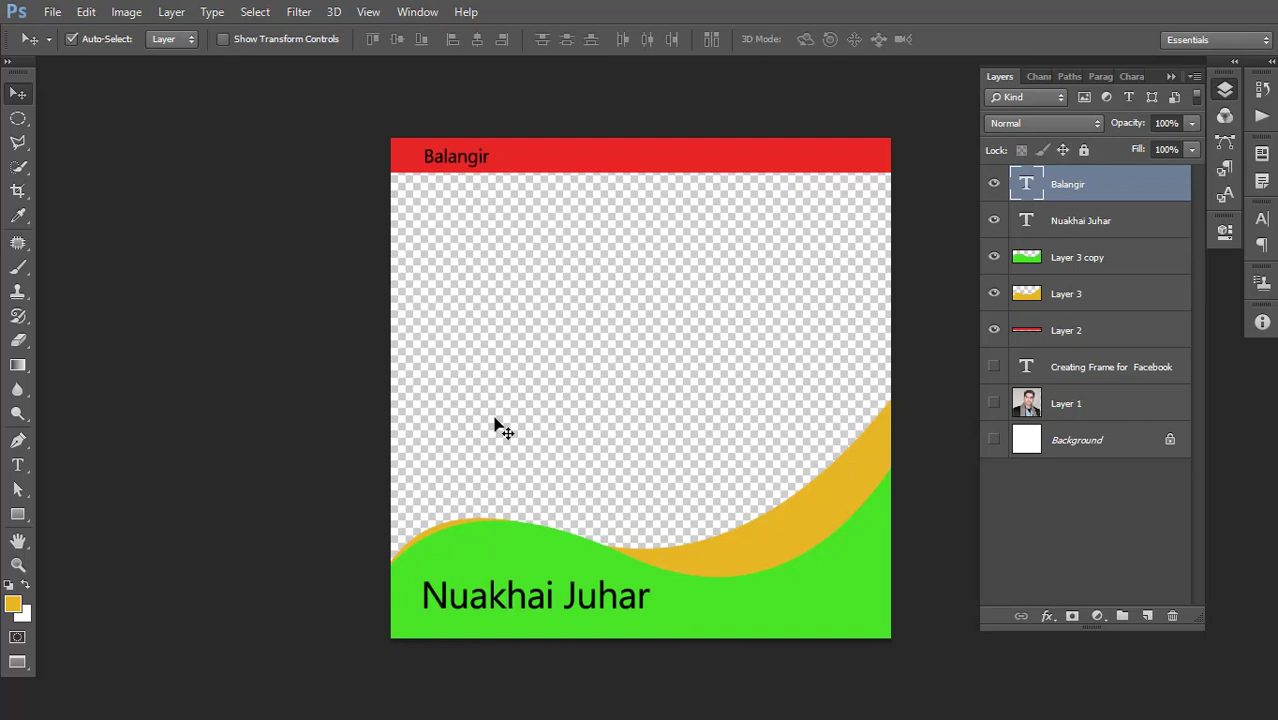 Ps File Edit Image Layer Type Select Filter 3D View Window Help
Auto-Select: Layer Show Transform Controls 3D Mode: Essentials
Layers Chann Paths Parag Chara
Kind
Normal Opacity: 100%
Lock: Fill: 100%
Balangir
Nuakhai Juhar
Layer 3 copy
Layer 3
Layer 2
Creating Frame for Facebook
Layer 1
Background
Balangir
Nuakhai Juhar